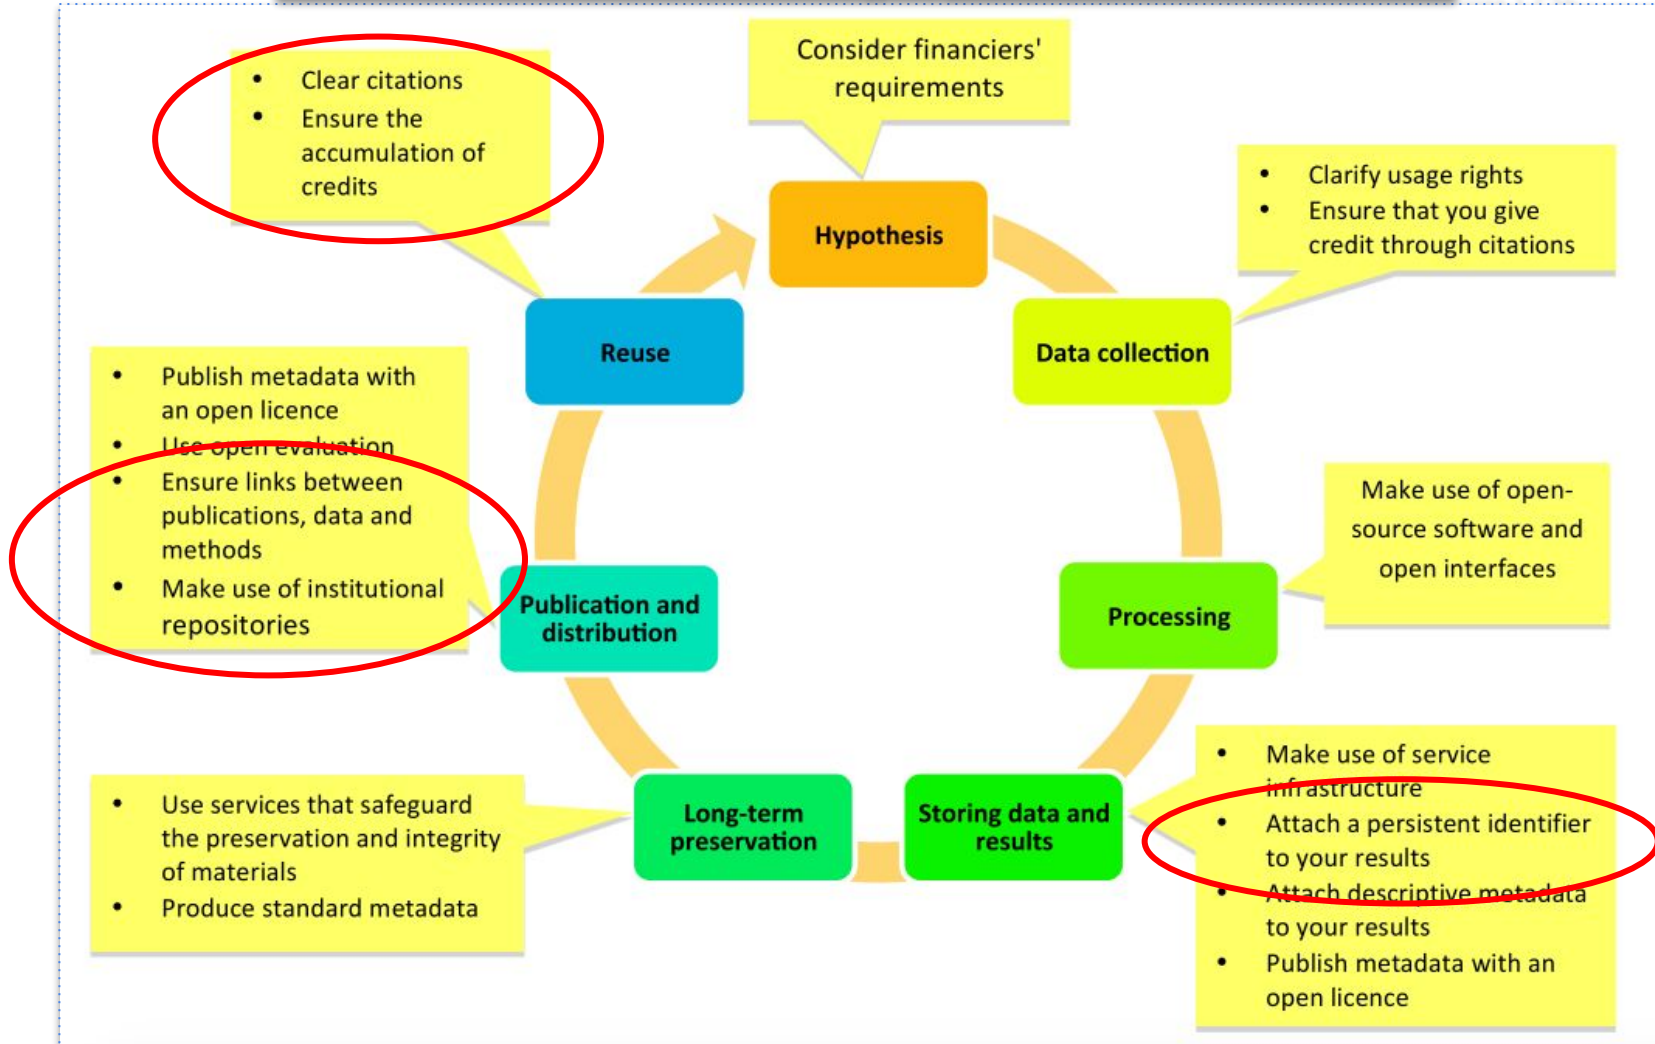 Consider financiers'
requirements
• Clear citations
• Ensure the
accumulation of
credits
• Clarify usage rights
• Ensure that you give
credit through citations
Hypothesis
Reuse
Data collection
• Publish metadata with
an open licence
• Use open evaluation
• Ensure links between
publications, data and
methods
• Make use of institutional
repositories
Make use of open-
source software and
open interfaces
Publication and
distribution
Processing
• Make use of service
infrastructure
• Attach a persistent identifier
to your results
• Attach descriptive metadata
to your results
• Publish metadata with an
open licence
• Use services that safeguard
the preservation and integrity
of materials
• Produce standard metadata
Long-term
preservation
Storing data and
results